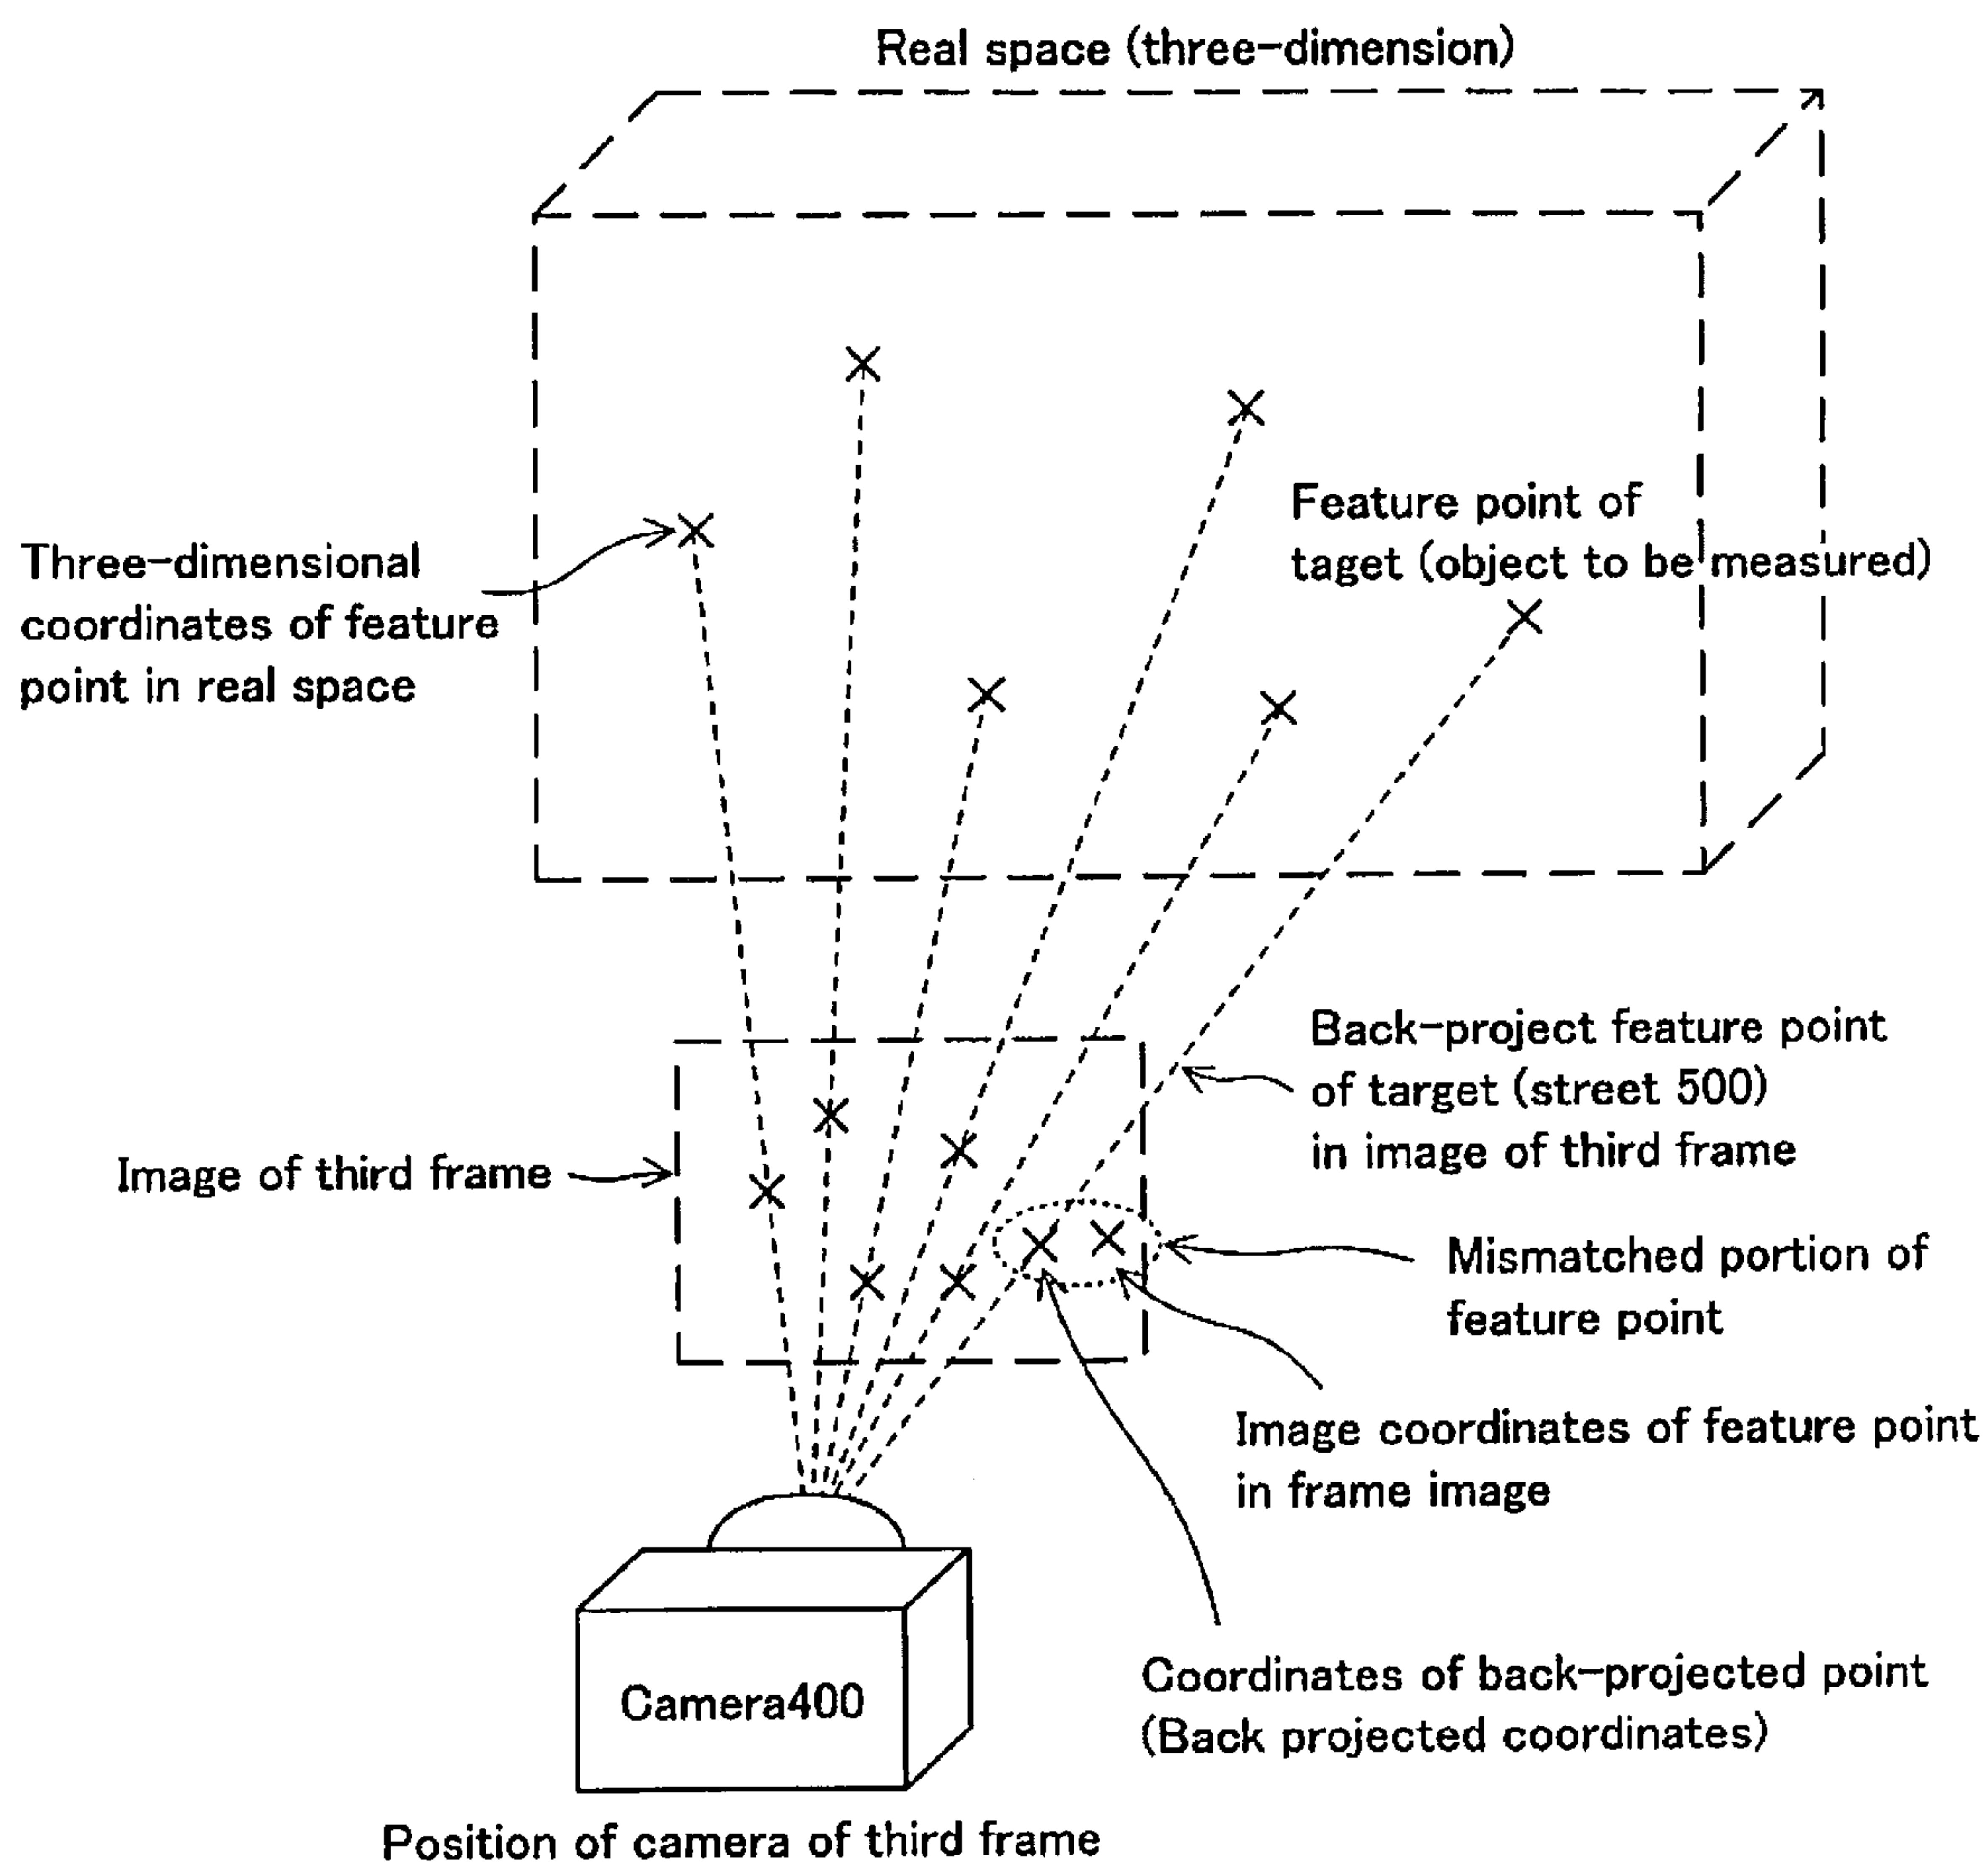 Real space (three-dimension)
Feature point of
taget (object to be measured)
Three-dimensional
coordinates of feature
point in real space
Back-project feature point
of target (street 500)
in image of third frame
Image of third frame
Mismatched portion of
feature point
Image coordinates of feature point
in frame image
Coordinates of back-projected point
(Back projected coordinates)
Camera400
Position of camera of third frame